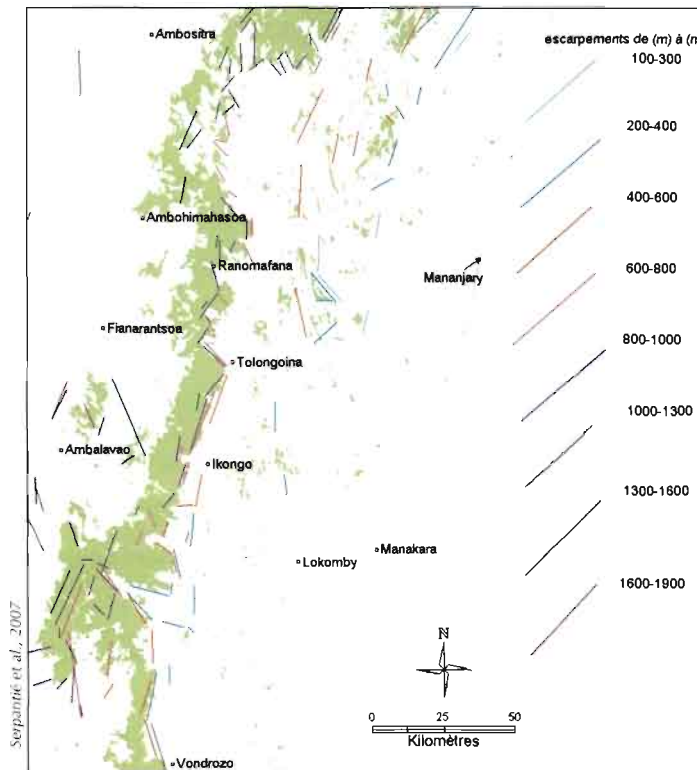 escarpements de (m) à (m
100-300
200-400
400-600
600-800
800-1000
1000-1300
1300-1600
1600-1900
Ambositra
Ambohimahasoa
Ranomafana
Mananjary
Fianarantsoa
Tolongoina
Ambalavao
Ikongo
Lokomby
Manakara
Vondrozo
N
0 25 50
Kilomètres
Serpantié et al., 2007